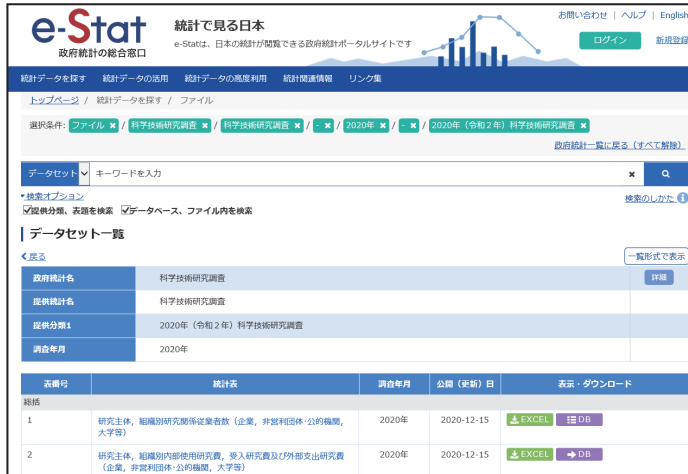 e-Stat
政府統計の総合窓口
統計で見る日本
e-Statは、日本の統計が閲覧できる政府統計ポータルサイトです
お問い合わせ | ヘルプ | English
ログイン 新規登録
統計データを探す 統計データの活用 統計データの高度利用 統計関連情報 リンク集
トップページ / 統計データを探す / ファイル
選択条件: ファイル × / 科学技術研究調査 × / 科学技術研究調査 × / - × / 2020年 × / - × / 2020年（令和2年）科学技術研究調査 ×
政府統計一覧に戻る（すべて解除）
データセット キーワードを入力 ×
検索オプション 検索のしかた
提供分類、表題を検索 データベース、ファイル内を検索
データセット一覧
戻る 一覧形式で表示
政府統計名 科学技術研究調査 詳細
提供統計名 科学技術研究調査
提供分類1 2020年（令和2年）科学技術研究調査
調査年月 2020年
表番号 統計表 調査年月 公開（更新）日 表示・ダウンロード
総括
1 研究主体，組織別研究関係従業者数（企業，非営利団体・公的機関， 2020年 2020-12-15 EXCEL DB
大学等）
2 研究主体，組織別内部使用研究費，受入研究費及び外部支出研究費 2020年 2020-12-15 EXCEL DB
（企業，非営利団体・公的機関，大学等）